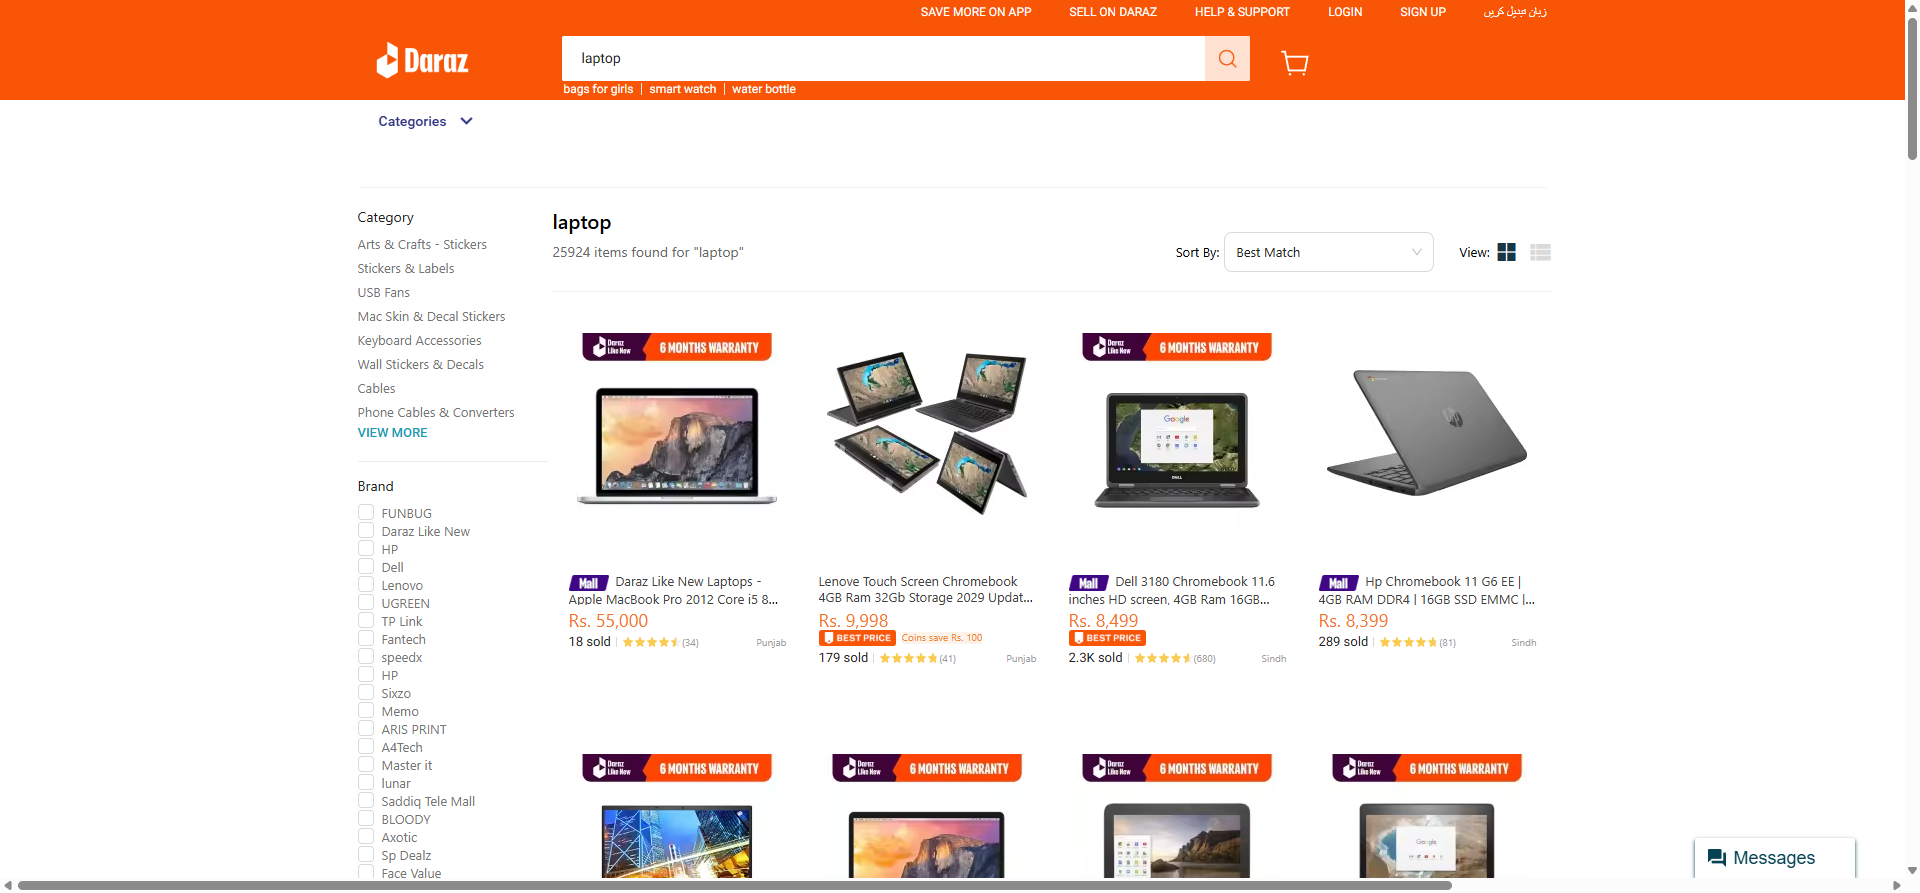 SAVE MORE ON APP
SELL ON DARAZ
HELP & SUPPORT
LOGIN
SIGN UP
زبان تبدیل کریں
Daraz
laptop
bags for girls
smart watch
water bottle
Categories
Category
Arts & Crafts - Stickers
Stickers & Labels
USB Fans
Mac Skin & Decal Stickers
Keyboard Accessories
Wall Stickers & Decals
Cables
Phone Cables & Converters
VIEW MORE
Brand
FUNBUG
Daraz Like New
HP
Dell
Lenovo
UGREEN
TP Link
Fantech
speedx
HP
Sixzo
Memo
ARIS PRINT
A4Tech
Master it
lunar
Saddiq Tele Mall
BLOODY
Axotic
Sp Dealz
Face Value
laptop
25924 items found for "laptop"
Sort By:
Best Match
View:
Daraz
Like New
6 MONTHS WARRANTY
Mall Daraz Like New Laptops -
Apple MacBook Pro 2012 Core i5 8...
Rs. 55,000
18 sold
(34)
Punjab
Lenove Touch Screen Chromebook
4GB Ram 32Gb Storage 2029 Updat...
Rs. 9,998
BEST PRICE
Coins save Rs. 100
179 sold
(41)
Punjab
Daraz
Like New
6 MONTHS WARRANTY
Google
DELL
Mall Dell 3180 Chromebook 11.6
inches HD screen, 4GB Ram 16GB...
Rs. 8,499
BEST PRICE
2.3K sold
(680)
Sindh
hp
Mall Hp Chromebook 11 G6 EE |
4GB RAM DDR4 | 16GB SSD EMMC |...
Rs. 8,399
289 sold
(81)
Sindh
Daraz
Like New
6 MONTHS WARRANTY
Daraz
Like New
6 MONTHS WARRANTY
Daraz
Like New
6 MONTHS WARRANTY
Daraz
Like New
6 MONTHS WARRANTY
Google
Messages